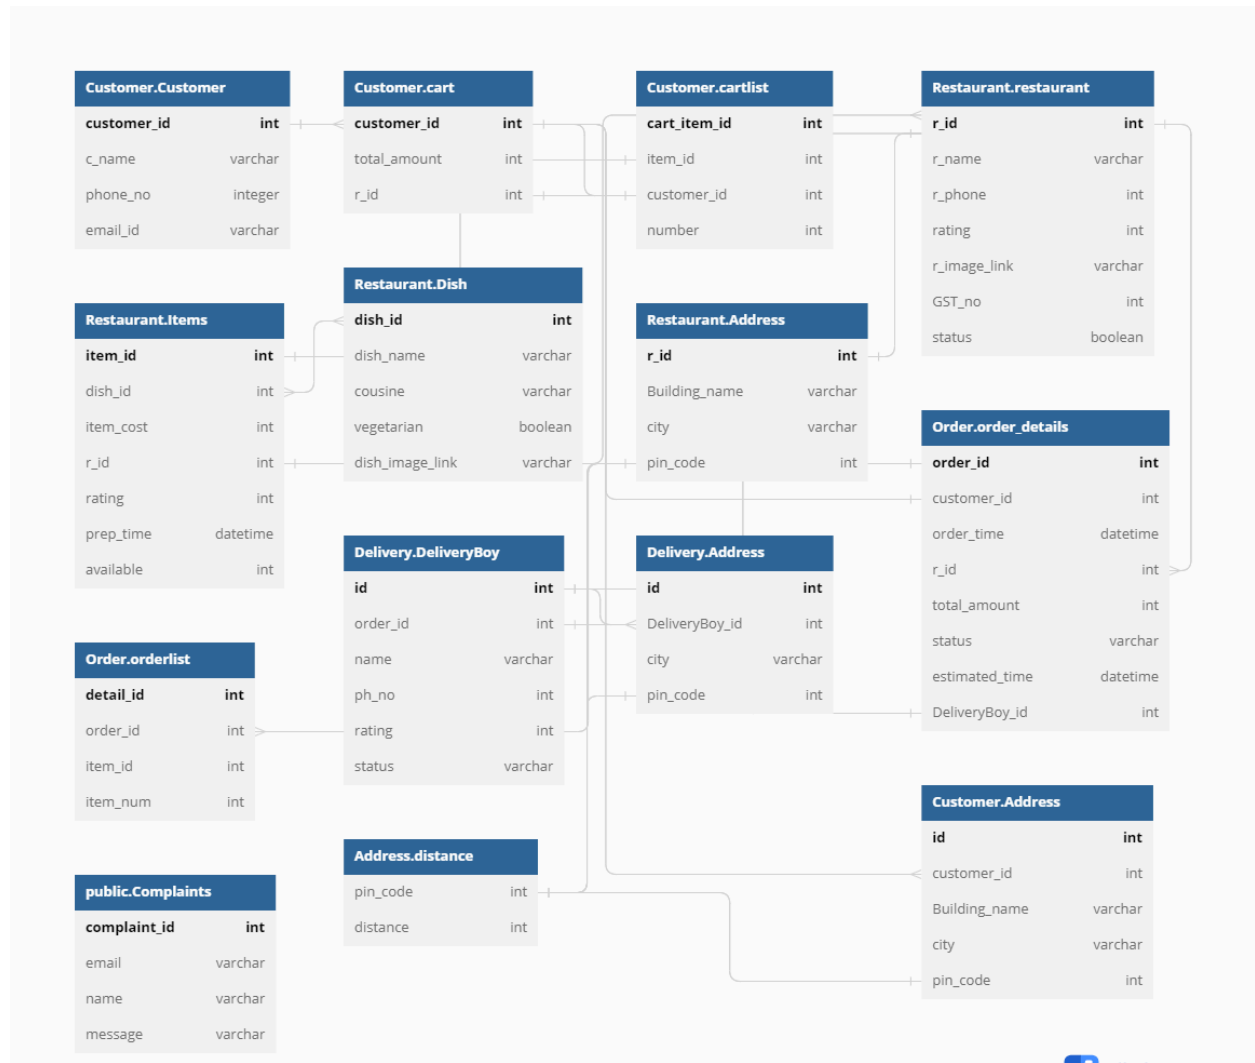 Customer.Customer
customer_id int
c_name varchar
phone_no integer
email_id varchar
Customer.cart
customer_id int
total_amount int
r_id int
Customer.cartlist
cart_item_id int
item_id int
customer_id int
number int
Restaurant.restaurant
r_id int
r_name varchar
r_phone int
rating int
r_image_link varchar
GST_no int
status boolean
Restaurant.Items
item_id int
dish_id int
item_cost int
r_id int
rating int
prep_time datetime
available int
Restaurant.Dish
dish_id int
dish_name varchar
cousine varchar
vegetarian boolean
dish_image_link varchar
Restaurant.Address
r_id int
Building_name varchar
city varchar
pin_code int
Order.order_details
order_id int
customer_id int
order_time datetime
r_id int
total_amount int
status varchar
estimated_time datetime
DeliveryBoy_id int
Delivery.DeliveryBoy
id int
order_id int
name varchar
ph_no int
rating int
status varchar
Delivery.Address
id int
DeliveryBoy_id int
city varchar
pin_code int
Order.orderlist
detail_id int
order_id int
item_id int
item_num int
Customer.Address
id int
customer_id int
Building_name varchar
city varchar
pin_code int
Address.distance
pin_code int
distance int
public.Complaints
complaint_id int
email varchar
name varchar
message varchar